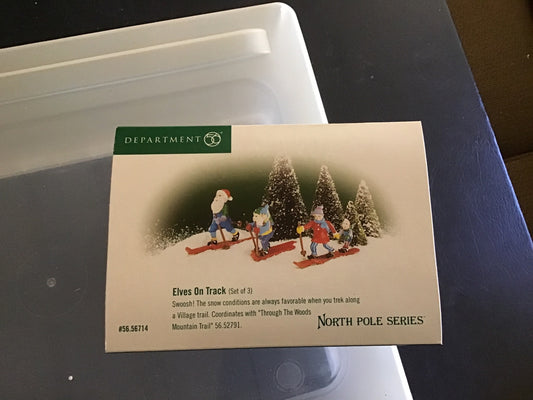 DEPARTMENT 56
Elves On Track (Set of 3)
Swoosh! The snow conditions are always favorable when you trek along
a Village trail. Coordinates with "Through The Woods
Mountain Trail" 56.52791.
#56.56714
NORTH POLE SERIES™